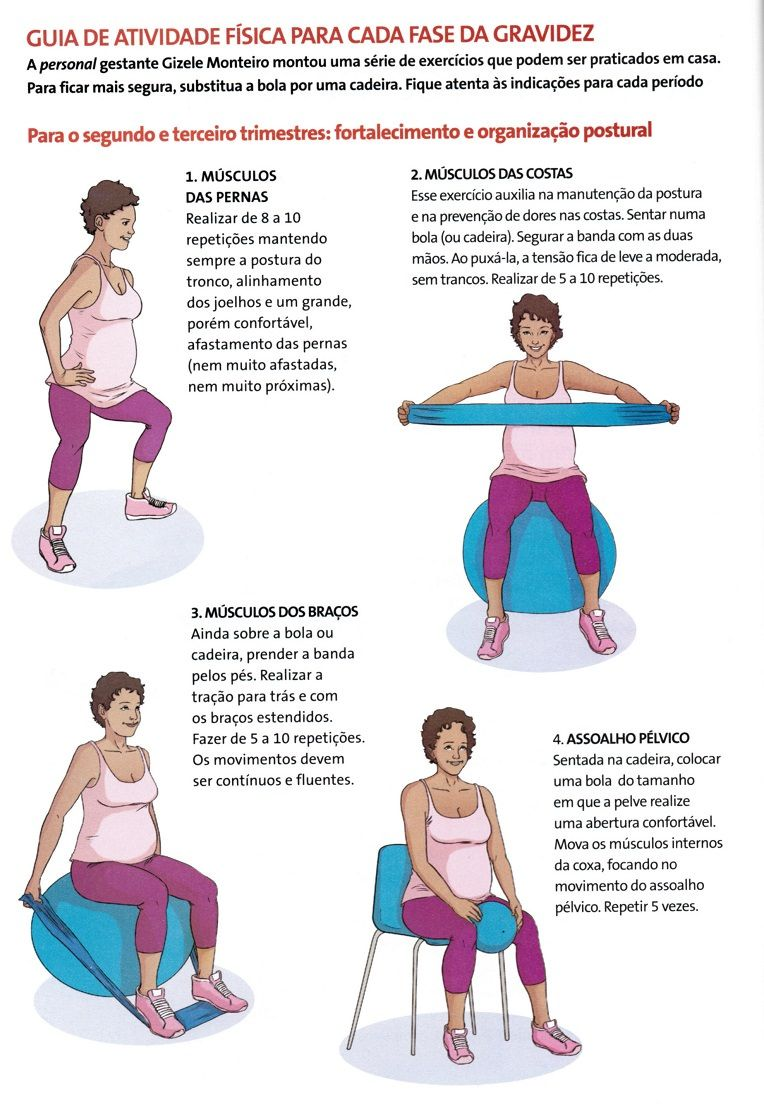 GUIA DE ATIVIDADE FÍSICA PARA CADA FASE DA GRAVIDEZ
A personal gestante Gizele Monteiro montou uma série de exercícios que podem ser praticados em casa.
Para ficar mais segura, substitua a bola por uma cadeira. Fique atenta às indicações para cada período
Para o segundo e terceiro trimestres: fortalecimento e organização postural
1. MÚSCULOS
DAS PERNAS
Realizar de 8 a 10
repetições mantendo
sempre a postura do
tronco, alinhamento
dos joelhos e um grande,
porém confortável,
afastamento das pernas
(nem muito afastadas,
nem muito próximas).
2. MÚSCULOS DAS COSTAS
Esse exercício auxilia na manutenção da postura
e na prevenção de dores nas costas. Sentar numa
bola (ou cadeira). Segurar a banda com as duas
mãos. Ao puxá-la, a tensão fica de leve a moderada,
sem trancos. Realizar de 5 a 10 repetições.
3. MÚSCULOS DOS BRAÇOS
Ainda sobre a bola ou
cadeira, prender a banda
pelos pés. Realizar a
tração para trás e com
os braços estendidos.
Fazer de 5 a 10 repetições.
Os movimentos devem
ser contínuos e fluentes.
4. ASSOALHO PÉLVICO
Sentada na cadeira, colocar
uma bola do tamanho
em que a pelve realize
uma abertura confortável.
Mova os músculos internos
da coxa, focando no
movimento do assoalho
pélvico. Repetir 5 vezes.